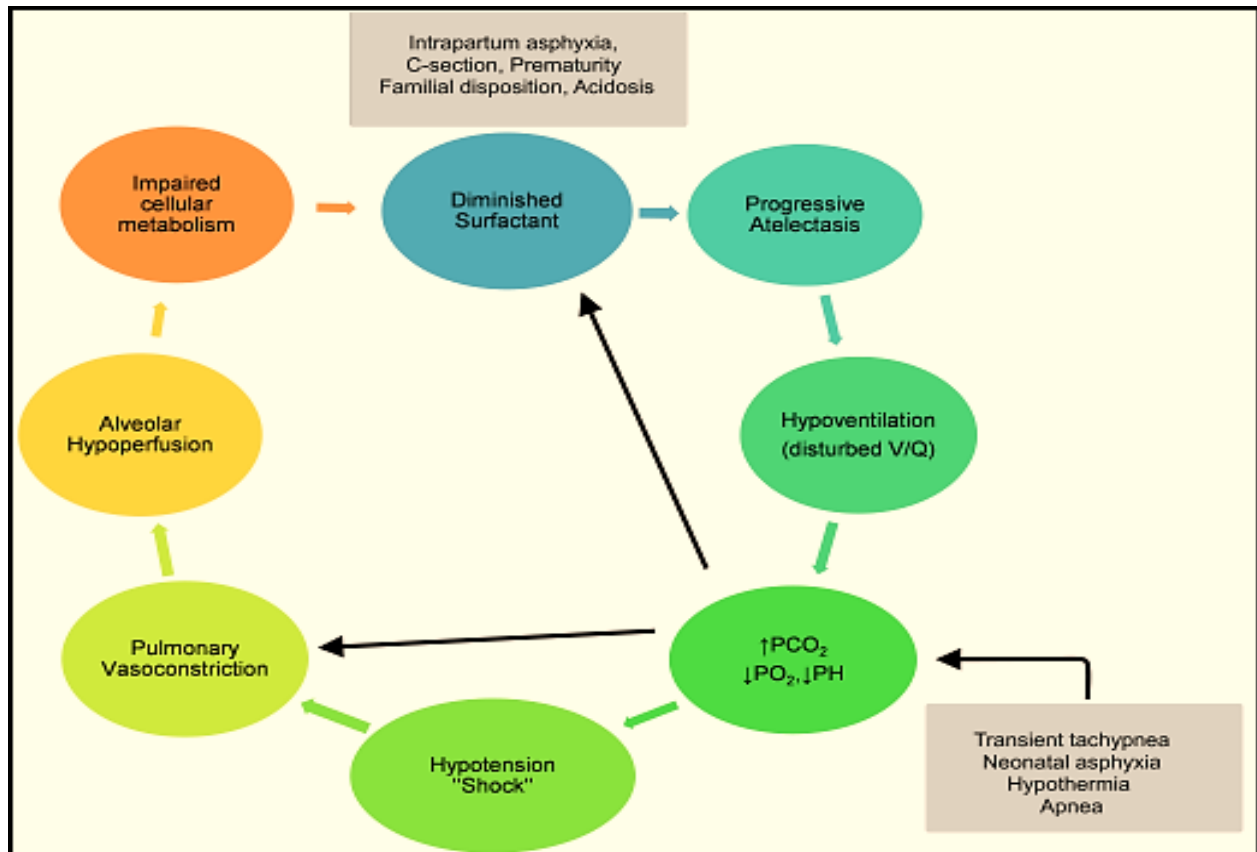 Intrapartum asphyxia,
C-section, Prematurity
Familial disposition, Acidosis
Impaired
cellular
metabolism
Diminished
Surfactant
Progressive
Atelectasis
Alveolar
Hypoperfusion
Hypoventilation
(disturbed V/Q)
Pulmonary
Vasoconstriction
↑PCO₂
↓PO₂,↓PH
Hypotension
"Shock"
Transient tachypnea
Neonatal asphyxia
Hypothermia
Apnea